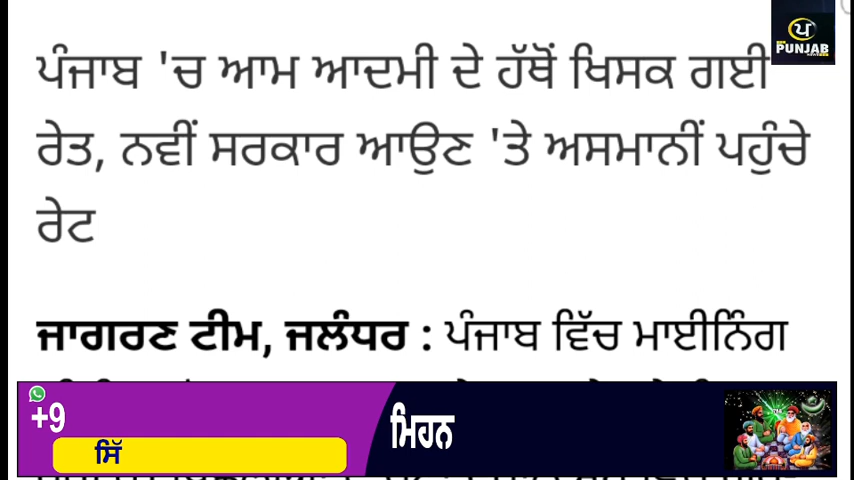 ਪ
PUNJAB
ਪੰਜਾਬ 'ਚ ਆਮ ਆਦਮੀ ਦੇ ਹੱਥੋਂ ਖਿਸਕ ਗਈ
ਰੇਤ, ਨਵੀਂ ਸਰਕਾਰ ਆਉਣ 'ਤੇ ਅਸਮਾਨੀਂ ਪਹੁੰਚੇ
ਰੇਟ
ਜਾਗਰਣ ਟੀਮ, ਜਲੰਧਰ : ਪੰਜਾਬ ਵਿੱਚ ਮਾਈਨਿੰਗ
+9
ਸਿੱ
ਮਿਹਨ